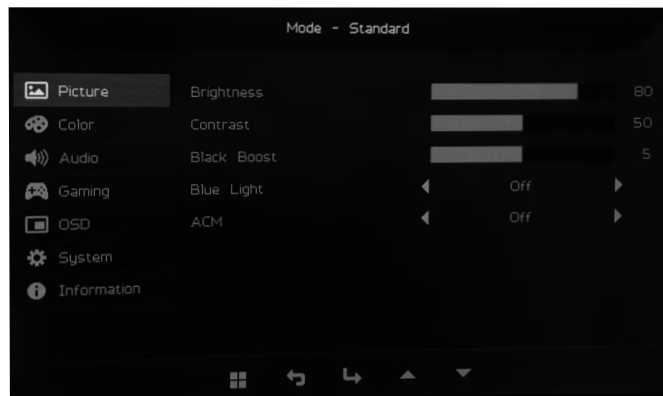 Mode - Standard
Picture
Brightness 80
Color
Contrast 50
Audio
Black Boost 5
Gaming
Blue Light Off
OSD
ACM Off
System
Information